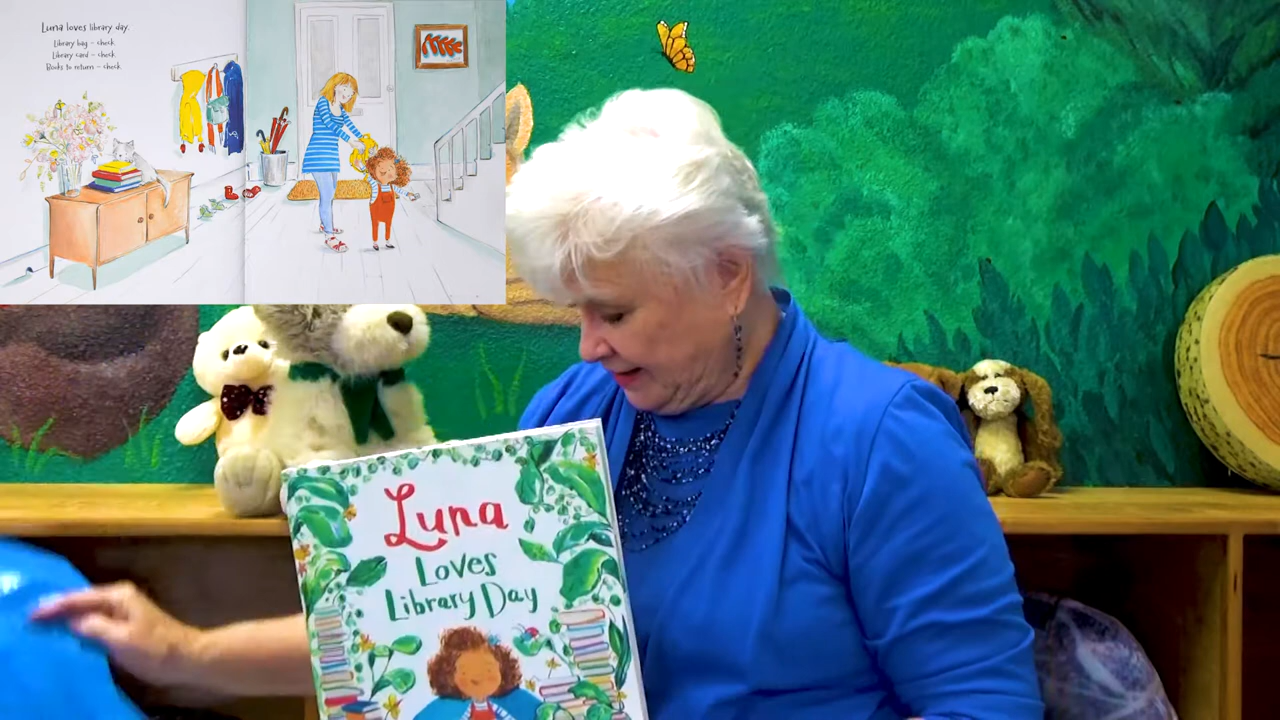 Luna loves library day.
Library bag – check.
Library card – check.
Books to return – check.
Luna
Loves
Library Day